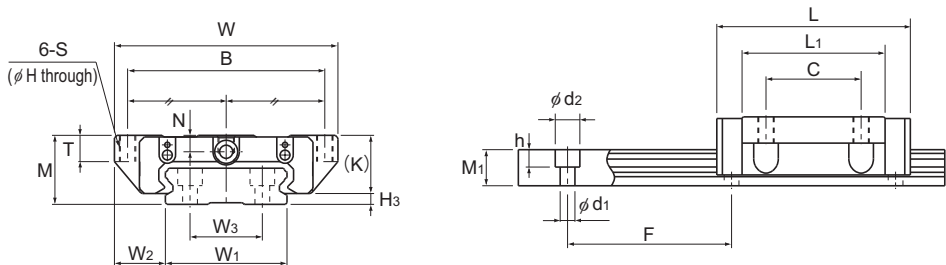 W
B
6-S
(φH through)
N
T
M
(K)
H3
W3
W2
W1
L
L1
C
φd2
h
M1
φd1
F